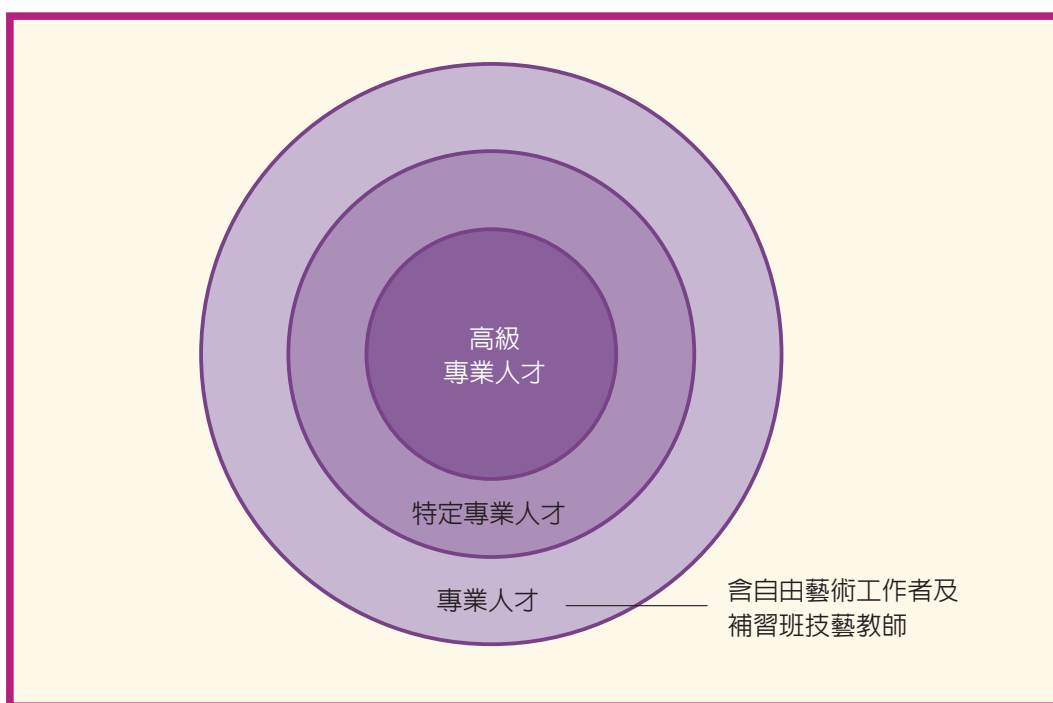 高級
專業人才
特定專業人才
專業人才
含自由藝術工作者及
補習班技藝教師